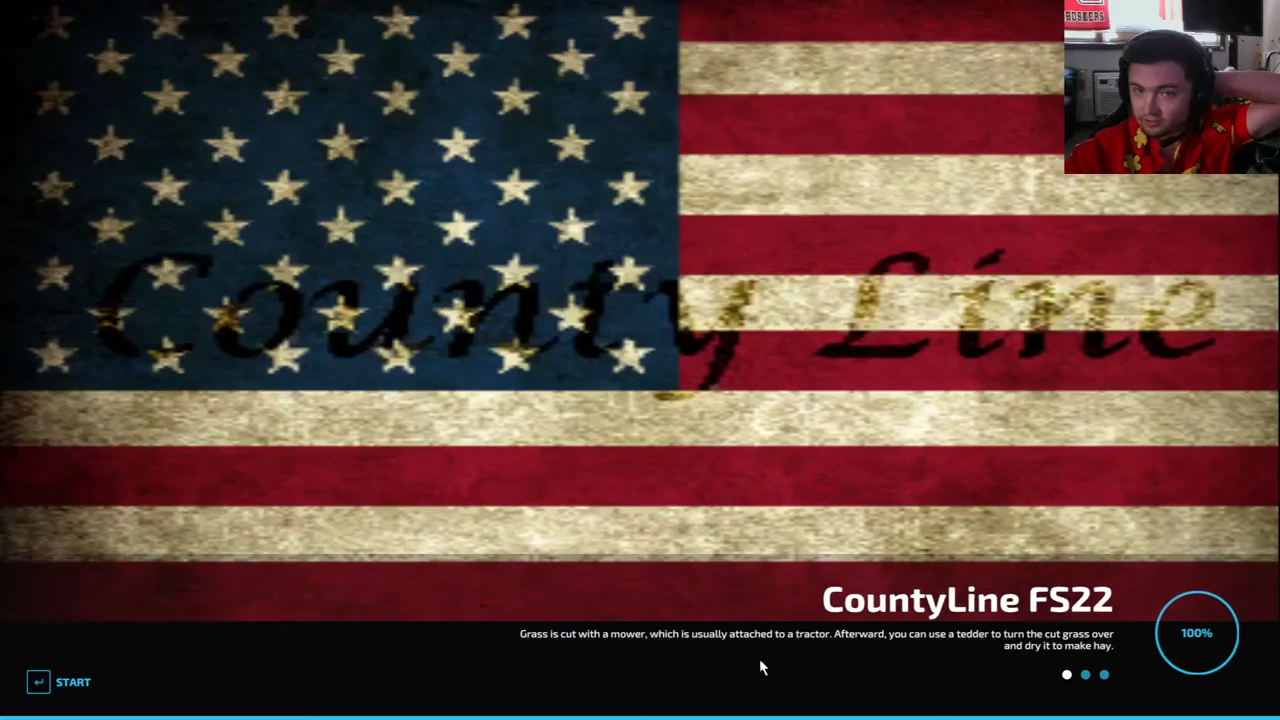 HUSKERS
County Line
CountyLine FS22
Grass is cut with a mower, which is usually attached to a tractor. Afterward, you can use a tedder to turn the cut grass over
and dry it to make hay.
100%
START